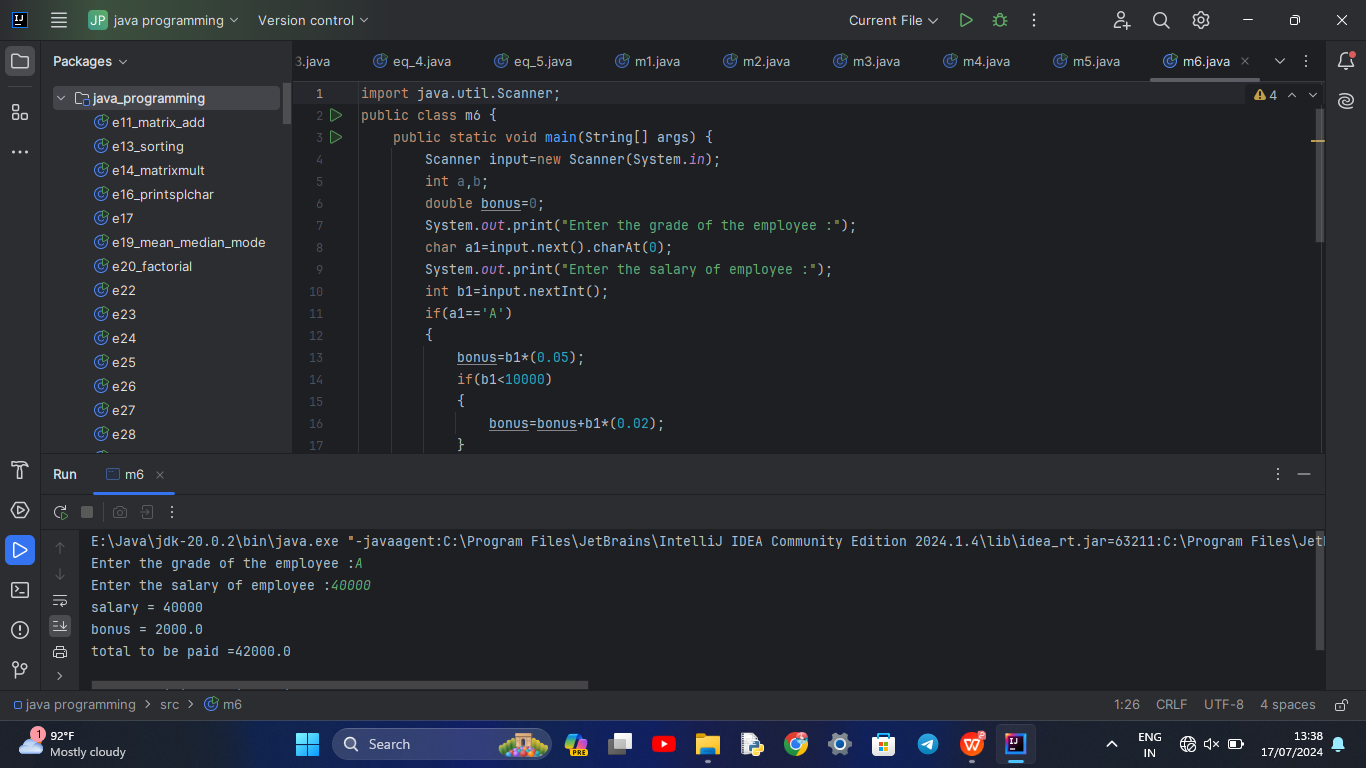 JP java programming Version control Current File
Packages
3.java eq_4.java eq_5.java m1.java m2.java m3.java m4.java m5.java m6.java
java_programming
e11_matrix_add
e13_sorting
e14_matrixmult
e16_printsplchar
e17
e19_mean_median_mode
e20_factorial
e22
e23
e24
e25
e26
e27
e28
4
1 import java.util.Scanner;
2 public class m6 {
3 public static void main(String[] args) {
4 Scanner input=new Scanner(System.in);
5 int a,b;
6 double bonus=0;
7 System.out.print("Enter the grade of the employee :");
8 char a1=input.next().charAt(0);
9 System.out.print("Enter the salary of employee :");
10 int b1=input.nextInt();
11 if(a1=='A')
12 {
13 bonus=b1*(0.05);
14 if(b1<10000)
15 {
16 bonus=bonus+b1*(0.02);
17 }
Run m6
E:\Java\jdk-20.0.2\bin\java.exe "-javaagent:C:\Program Files\JetBrains\IntelliJ IDEA Community Edition 2024.1.4\lib\idea_rt.jar=63211:C:\Program Files\Jet
Enter the grade of the employee :A
Enter the salary of employee :40000
salary = 40000
bonus = 2000.0
total to be paid =42000.0
java programming > src > m6 1:26 CRLF UTF-8 4 spaces
1 92°F
Mostly cloudy
Search
PRE
ENG
IN
13:38
17/07/2024